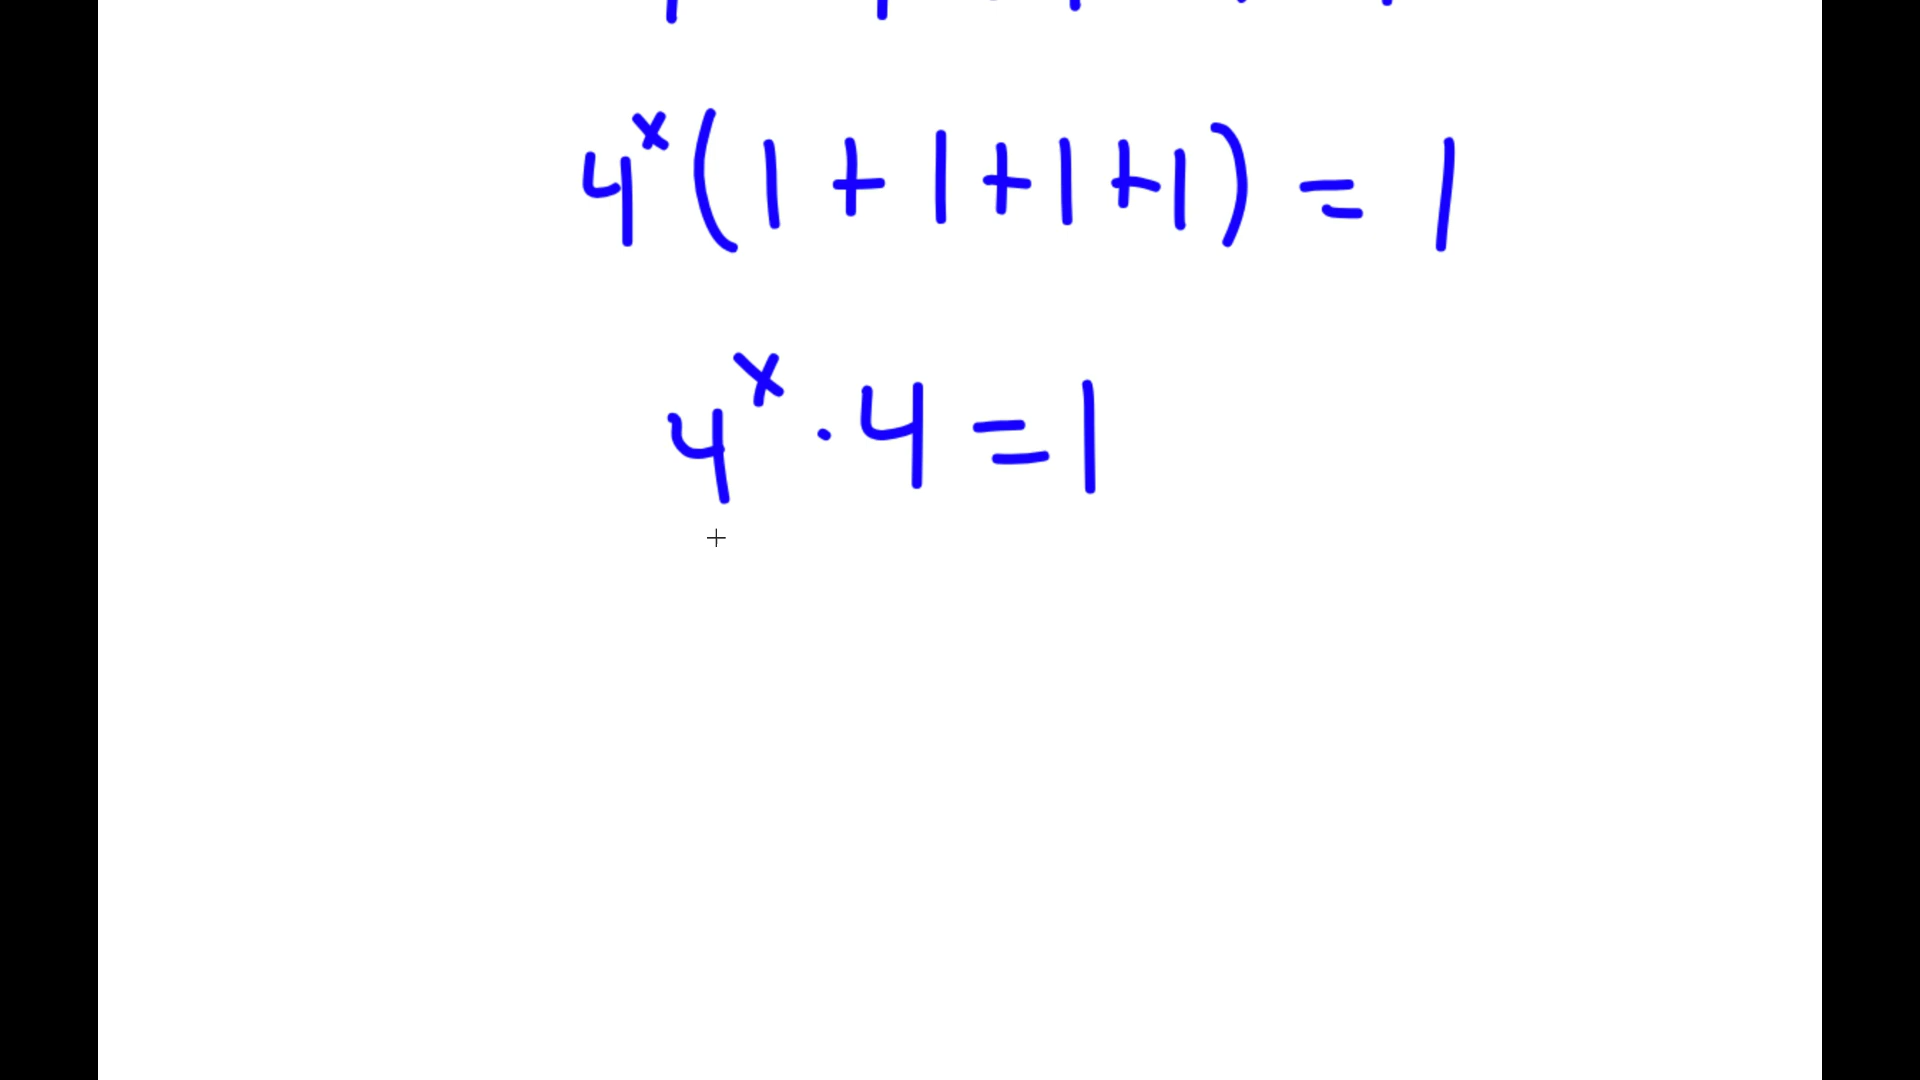 4^x (1 + 1 + 1 + 1) = 1
4^x · 4 = 1